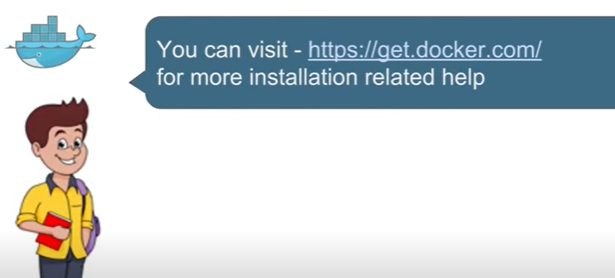 You can visit - https://get.docker.com/
for more installation related help